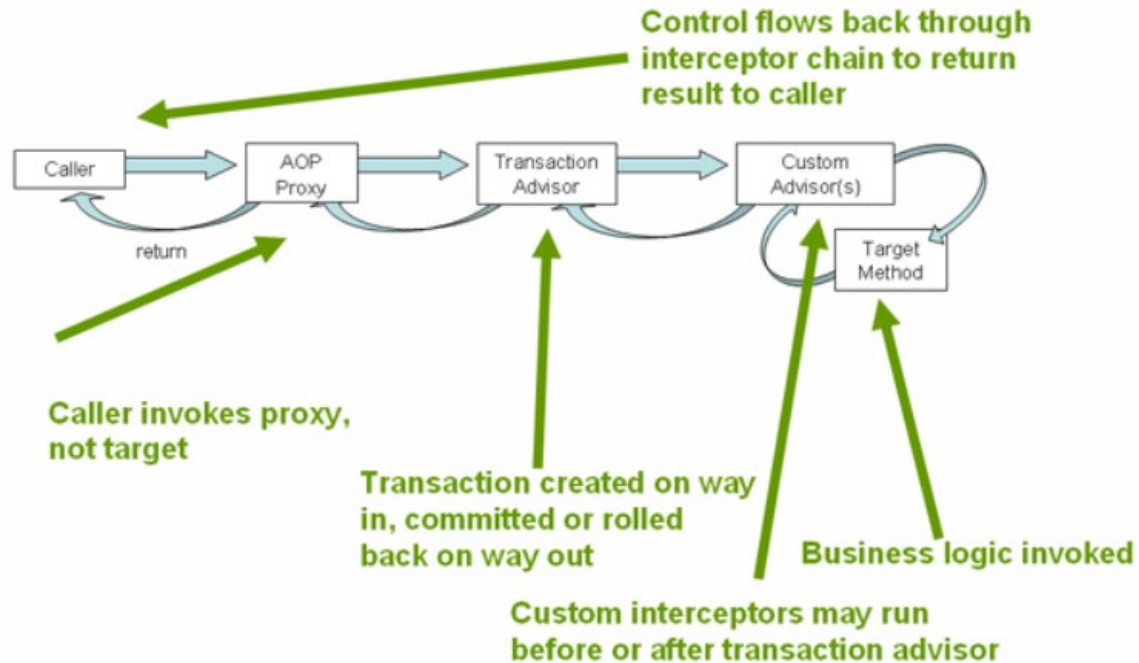 Control flows back through
interceptor chain to return
result to caller
Caller
AOP
Proxy
Transaction
Advisor
Custom
Advisor(s)
return
Target
Method
Caller invokes proxy,
not target
Transaction created on way
in, committed or rolled
back on way out
Business logic invoked
Custom interceptors may run
before or after transaction advisor